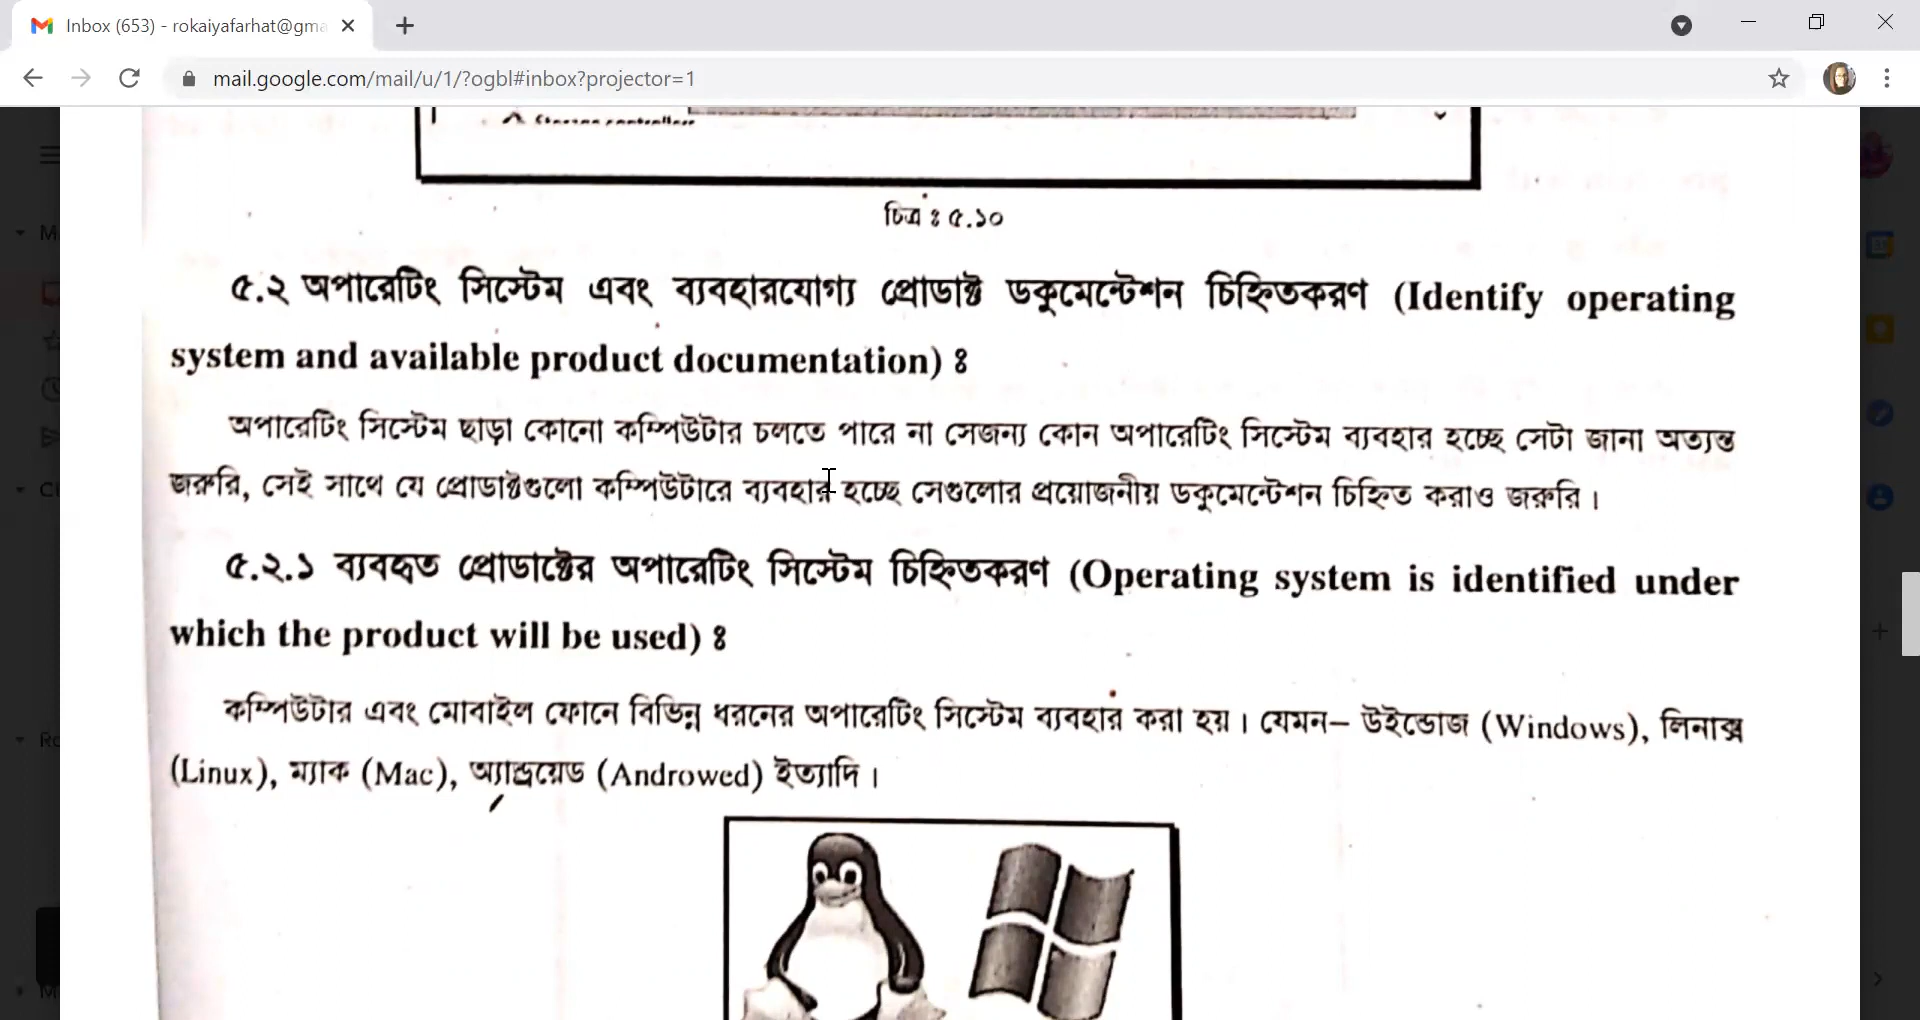 Inbox (653) - rokaiyafarhat@gma
mail.google.com/mail/u/1/?ogbl#inbox?projector=1
Storage controllers
চিত্র ঃ ৫.১০
৫.২ অপারেটিং সিস্টেম এবং ব্যবহারযোগ্য প্রোডাক্ট ডকুমেন্টেশন চিহ্নিতকরণ (Identify operating
system and available product documentation) ঃ
অপারেটিং সিস্টেম ছাড়া কোনো কম্পিউটার চলতে পারে না সেজন্য কোন অপারেটিং সিস্টেম ব্যবহার হচ্ছে সেটা জানা অত্যন্ত
জরুরি, সেই সাথে যে প্রোডাক্টগুলো কম্পিউটারে ব্যবহার হচ্ছে সেগুলোর প্রয়োজনীয় ডকুমেন্টেশন চিহ্নিত করাও জরুরি।
৫.২.১ ব্যবহৃত প্রোডাক্টের অপারেটিং সিস্টেম চিহ্নিতকরণ (Operating system is identified under
which the product will be used) ঃ
কম্পিউটার এবং মোবাইল ফোনে বিভিন্ন ধরনের অপারেটিং সিস্টেম ব্যবহার করা হয়। যেমন– উইন্ডোজ (Windows), লিনাক্স
(Linux), ম্যাক (Mac), অ্যান্ড্রয়েড (Androwed) ইত্যাদি।